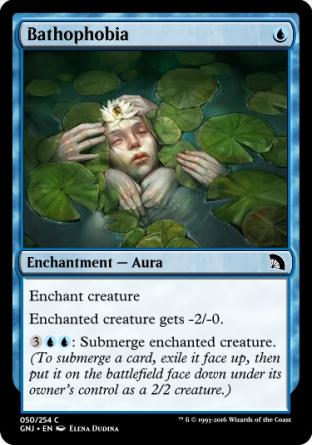 Bathophobia
Enchantment — Aura
Enchant creature
Enchanted creature gets -2/-0.
3: Submerge enchanted creature.
(To submerge a card, exile it face up, then
put it on the battlefield face down under its
owner's control as a 2/2 creature.)
050/254 C
GNJ • EN Elena Dudina
™ & © 1993-2016 Wizards of the Coast